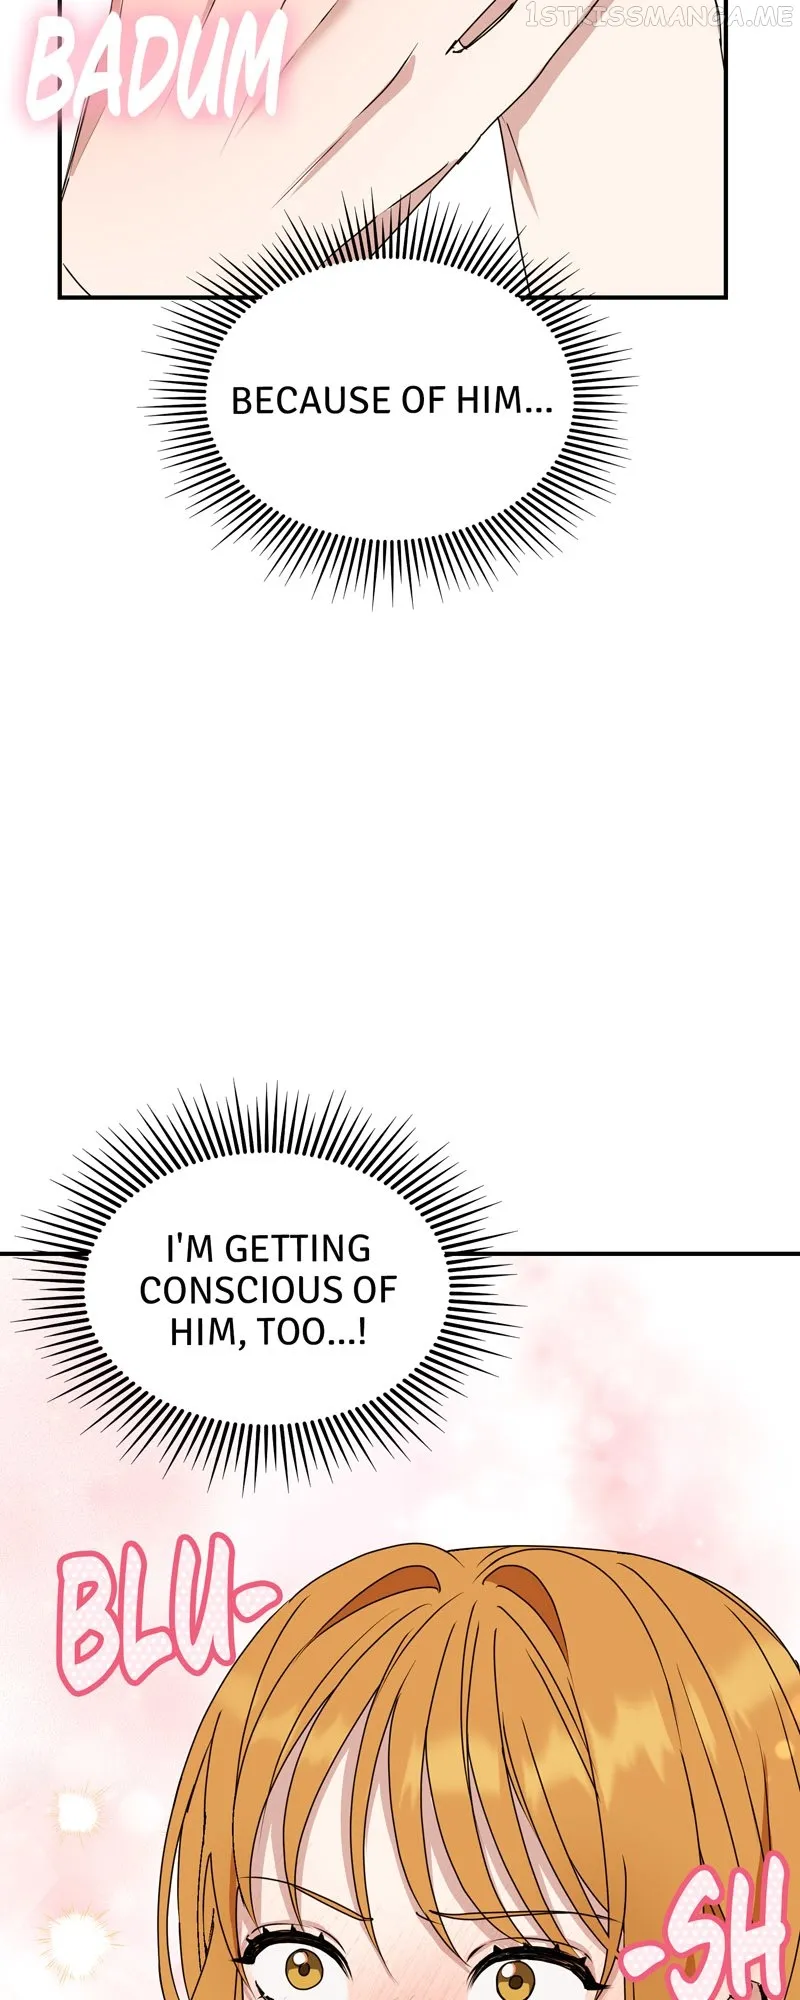 1STKISSMANGA.ME
BADUM
BECAUSE OF HIM...
I'M GETTING
CONSCIOUS OF
HIM, TOO...!
BLU-
-SH